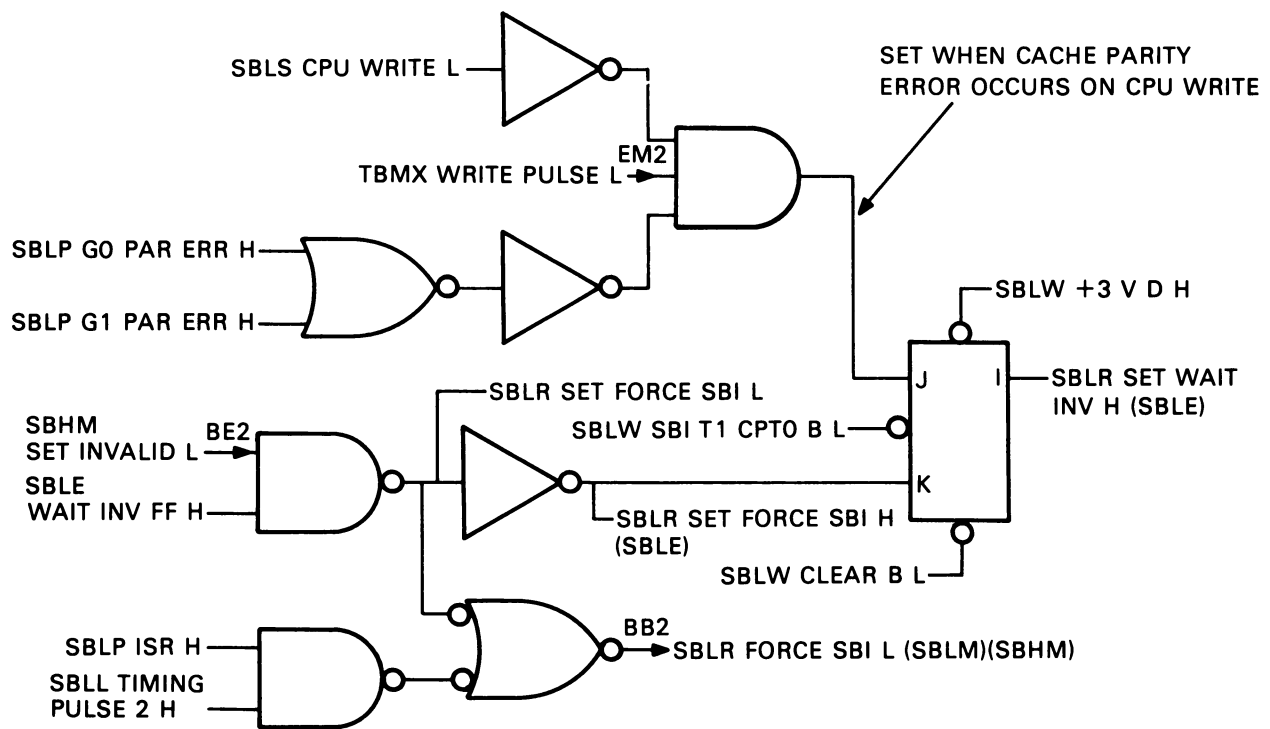 SBLS CPU WRITE L
SET WHEN CACHE PARITY
ERROR OCCURS ON CPU WRITE
EM2
TBMX WRITE PULSE L
SBLP G0 PAR ERR H
SBLP G1 PAR ERR H
SBLW +3 V D H
J
I
SBLR SET WAIT
INV H (SBLE)
SBLR SET FORCE SBI L
SBLW SBI T1 CPT0 B L
SBHM
SET INVALID L
BE2
SBLE
WAIT INV FF H
K
SBLR SET FORCE SBI H
(SBLE)
SBLW CLEAR B L
SBLP ISR H
SBLL TIMING
PULSE 2 H
BB2
SBLR FORCE SBI L (SBLM)(SBHM)